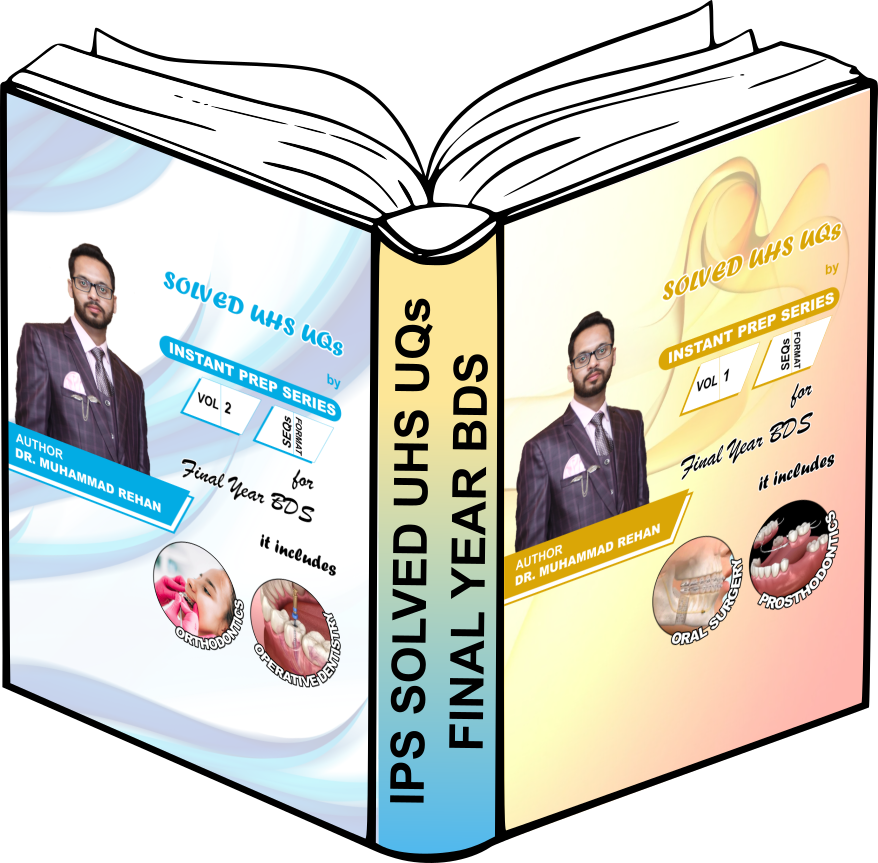 SOLVED UHS UQs
by
INSTANT PREP SERIES
VOL 2
SEQs
FORMAT
for
Final Year BDS
it includes
AUTHOR
DR. MUHAMMAD REHAN
ORTHODONTICS
OPERATIVE DENTISTRY
IPS SOLVED UHS UQs
FINAL YEAR BDS
SOLVED UHS UQs
by
INSTANT PREP SERIES
VOL 1
SEQs
FORMAT
for
Final Year BDS
it includes
AUTHOR
DR. MUHAMMAD REHAN
ORAL SURGERY
PROSTHODONTICS